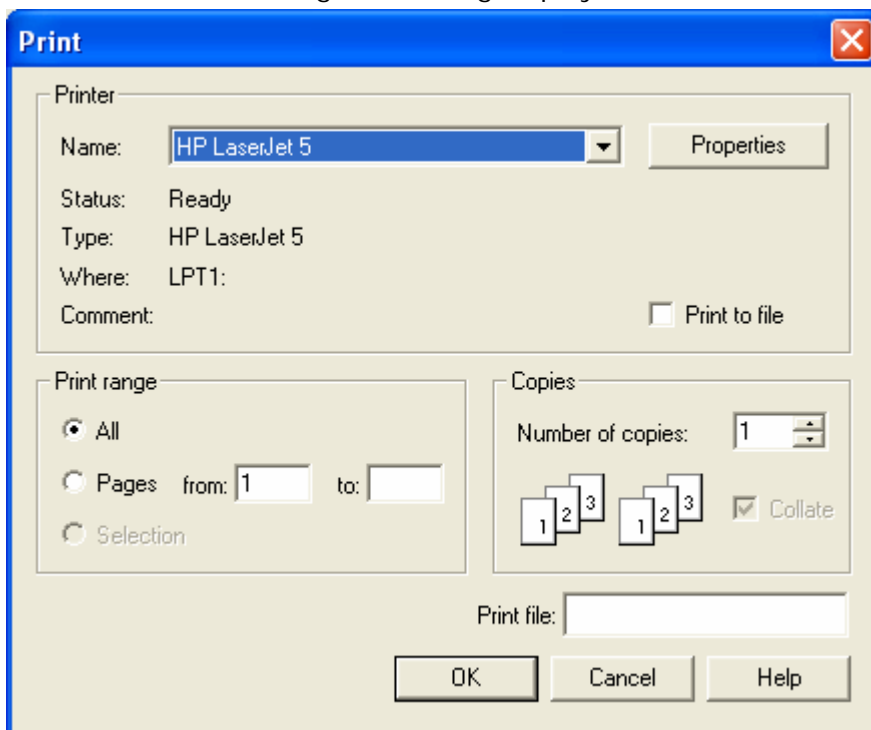 Print
Printer
Name: HP LaserJet 5 Properties
Status: Ready
Type: HP LaserJet 5
Where: LPT1:
Comment: Print to file
Print range
All
Pages from: 1 to:
Selection
Copies
Number of copies: 1
1 2 3 1 2 3 Collate
Print file:
OK Cancel Help